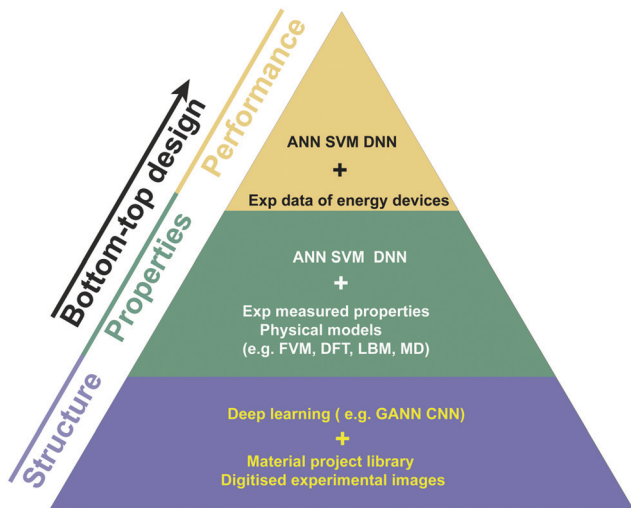 Bottom-top design
Performance
Properties
Structure
ANN SVM DNN
+
Exp data of energy devices
ANN SVM DNN
+
Exp measured properties
Physical models
(e.g. FVM, DFT, LBM, MD)
Deep learning ( e.g. GANN CNN)
+
Material project library
Digitised experimental images